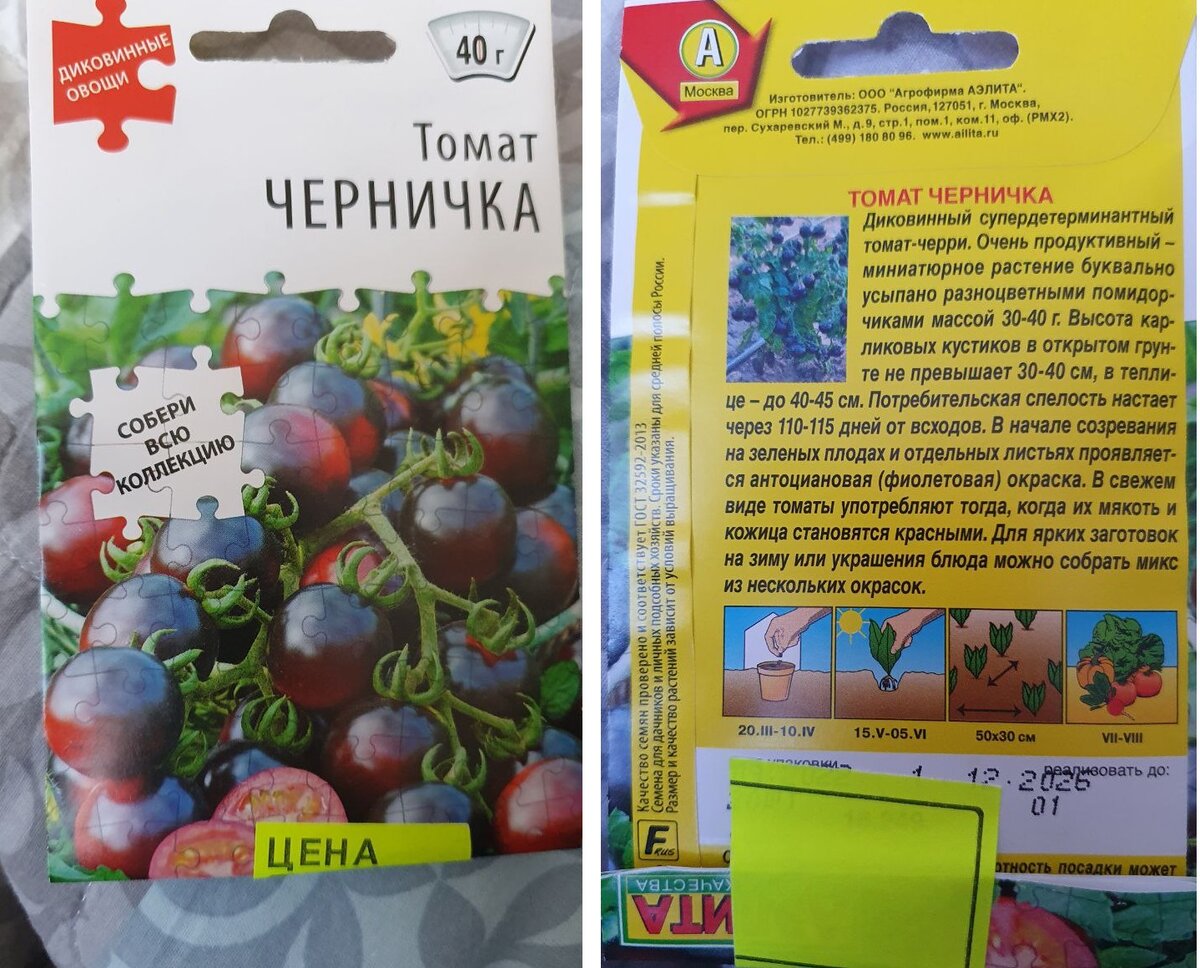 ДИКОВИННЫЕ
ОВОЩИ
40 г
Томат
ЧЕРНИЧКА
СОБЕРИ
ВСЮ
КОЛЛЕКЦИЮ
ЦЕНА
А
Москва
Изготовитель: ООО "Агрофирма АЭЛИТА".
ОГРН 1027739362375. Россия, 127051, г. Москва,
пер. Сухаревский М., д.9, стр.1, пом.1, ком.11, оф. (РМХ2).
Тел.: (499) 180 80 96. www.ailita.ru
ТОМАТ ЧЕРНИЧКА
Диковинный супердетерминантный
томат-черри. Очень продуктивный –
миниатюрное растение буквально
усыпано разноцветными помидор-
чиками массой 30-40 г. Высота кар-
ликовых кустиков в открытом грун-
те не превышает 30-40 см, в тепли-
це – до 40-45 см. Потребительская спелость настает
через 110-115 дней от всходов. В начале созревания
на зеленых плодах и отдельных листьях проявляет-
ся антоциановая (фиолетовая) окраска. В свежем
виде томаты употребляют тогда, когда их мякоть и
кожица становятся красными. Для ярких заготовок
на зиму или украшения блюда можно собрать микс
из нескольких окрасок.
20.III-10.IV
15.V-05.VI
50x30 см
VII-VIII
Качество семян проверено и соответствует ГОСТ 32592-2013
Семена для дачников и личных подсобных хозяйств. Сроки указаны для средней полосы России.
Размер и качество растений зависит от условий выращивания.
упаковки
реализовать до:
12.2026
01
F RUS
отность посадки может
КАЧЕСТВА
ИТА